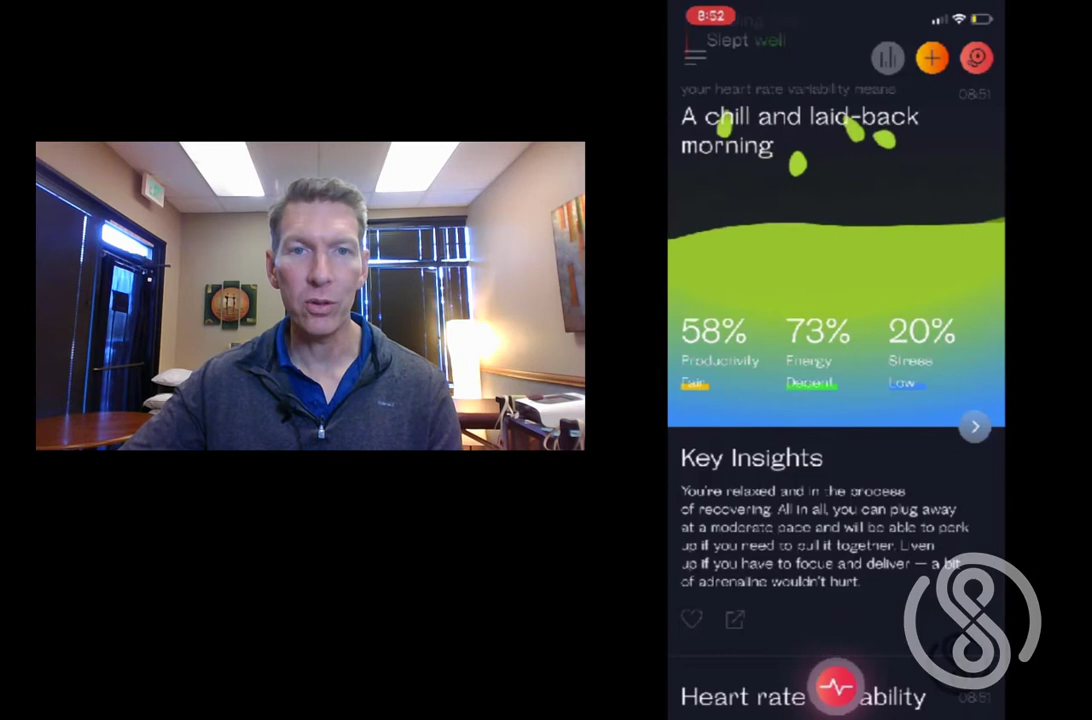 8:52
Slept well
your heart rate variability means
08:51
A chill and laid-back
morning
58% 73% 20%
Productivity Energy Stress
Fair Decent Low
Key Insights
You're relaxed and in the process
of recovering. All in all, you can plug away
at a moderate pace and will be able to perk
up if you need to pull it together. Liven
up if you have to focus and deliver — a bit
of adrenaline wouldn't hurt.
Heart rate ability
08:51